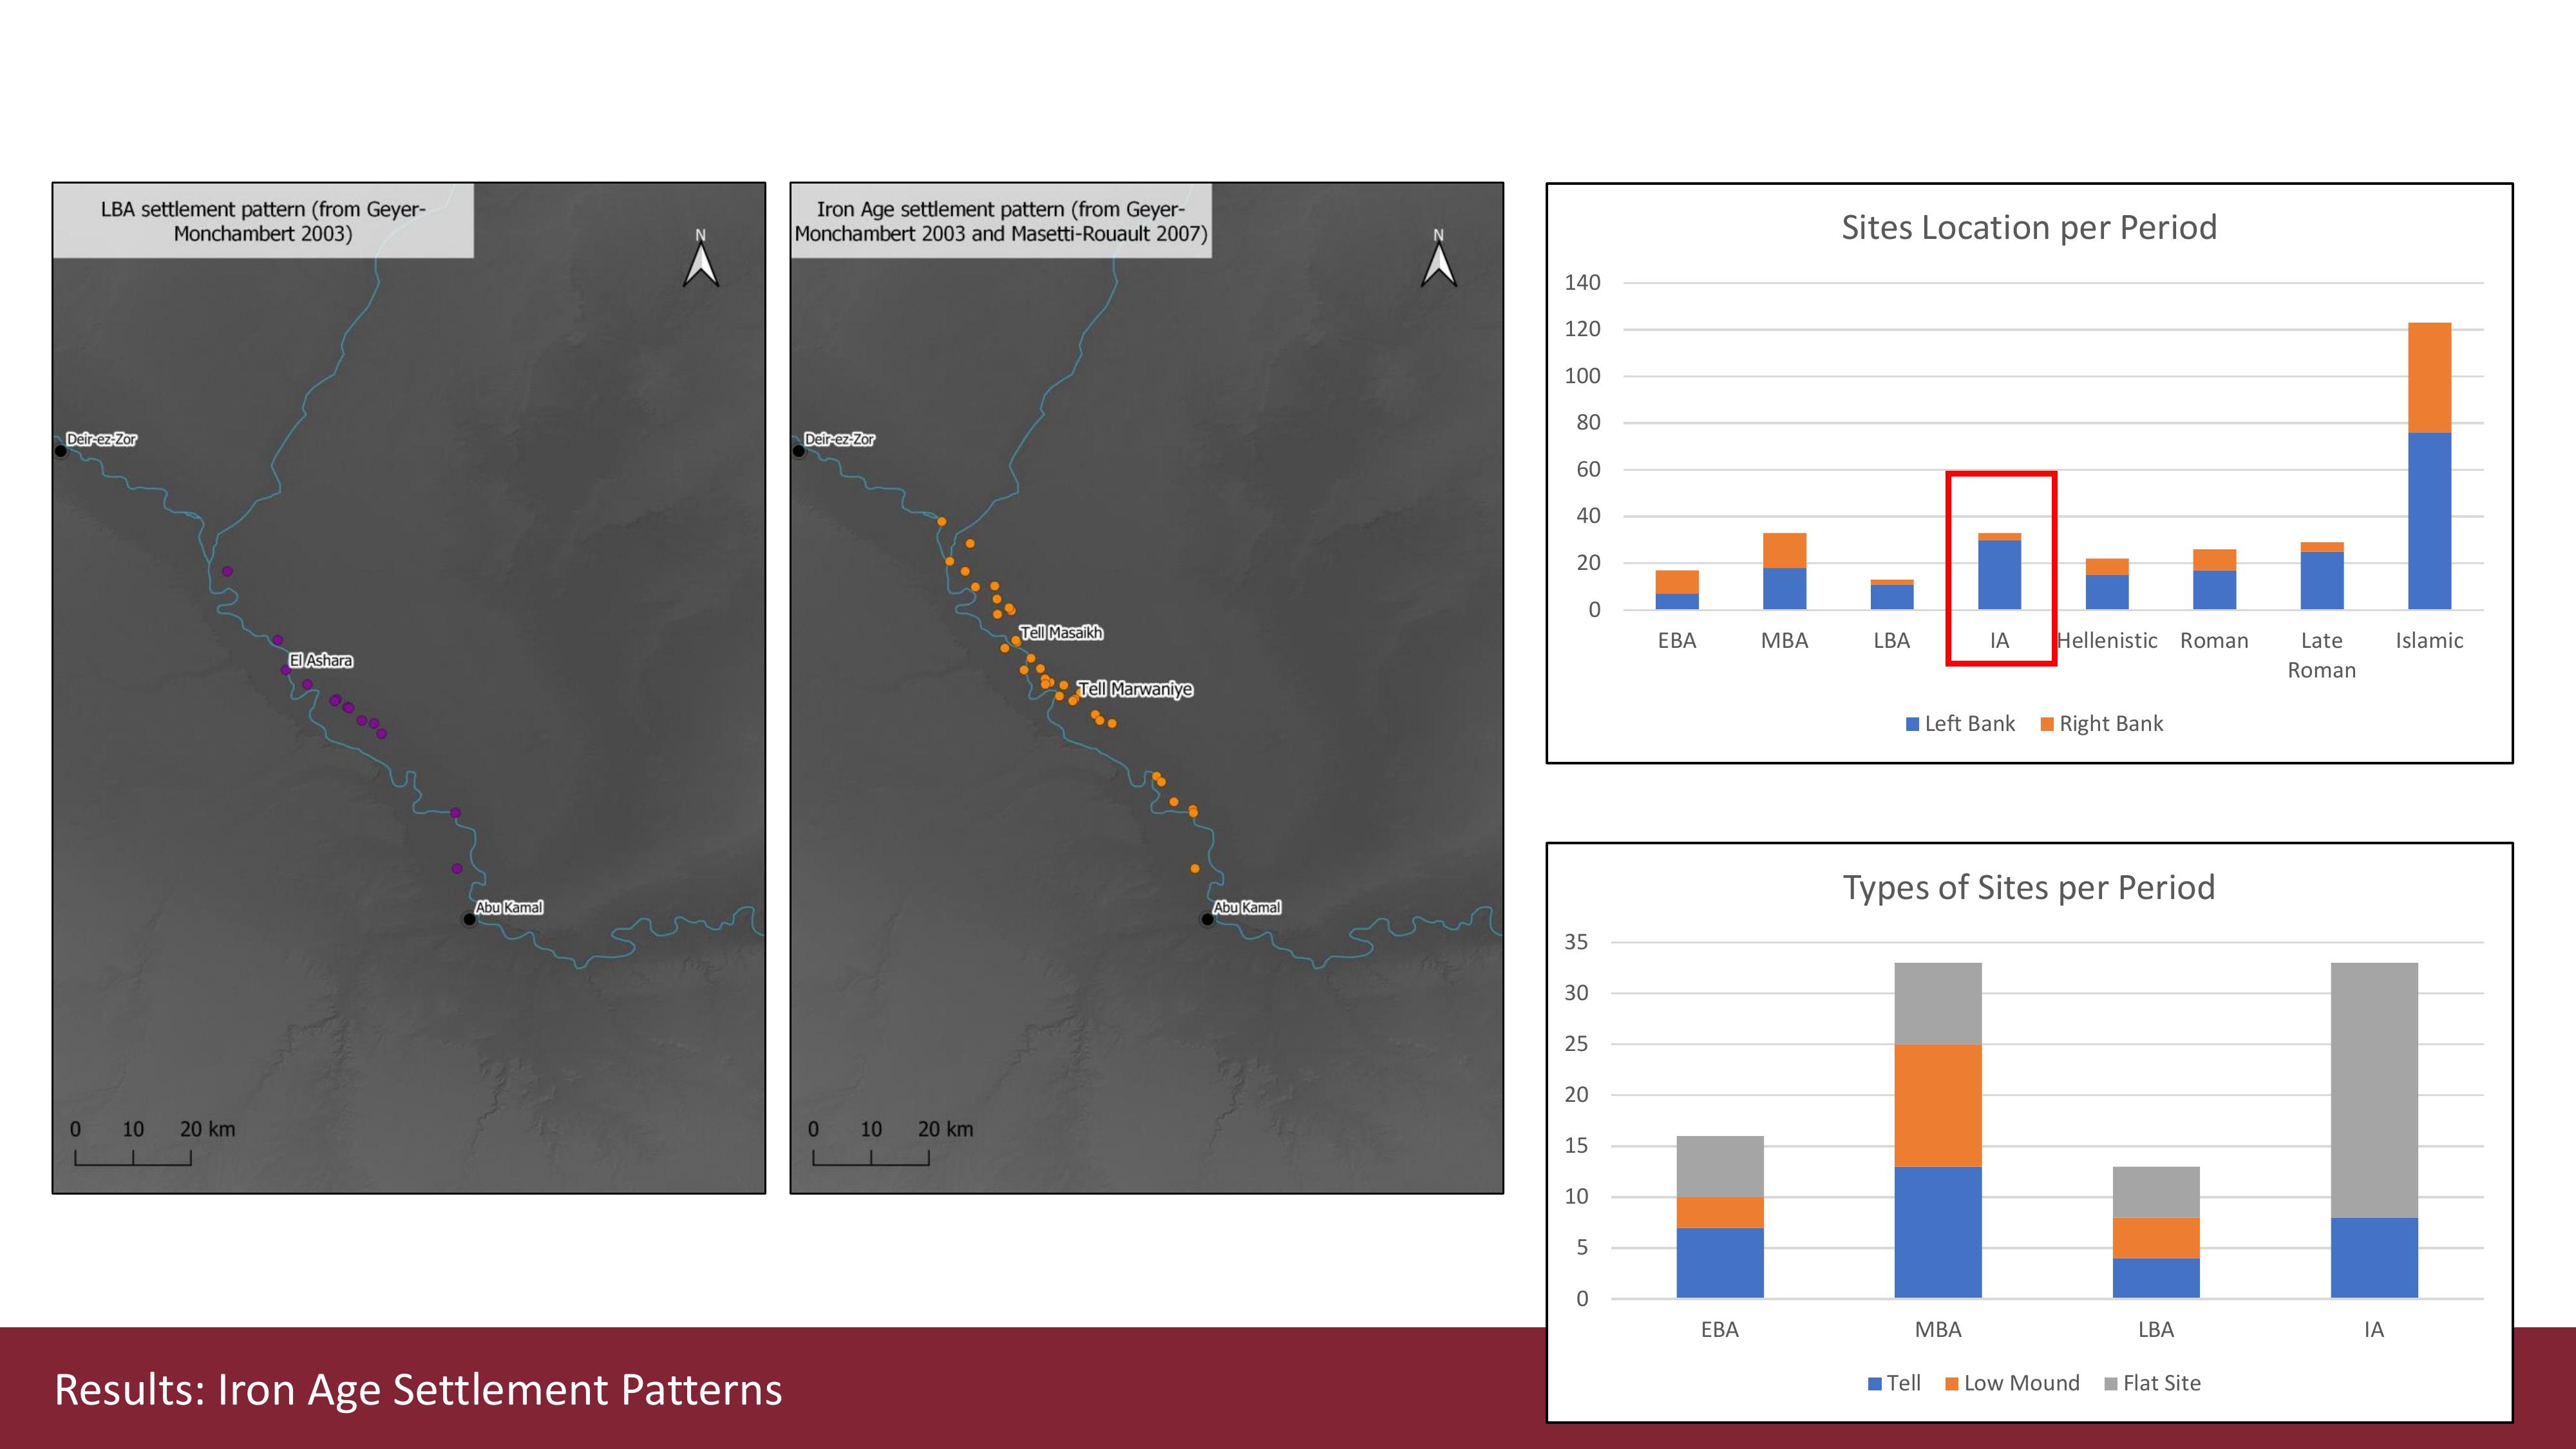 LBA settlement pattern (from Geyer-
Monchambert 2003)
N
Deir-ez-Zor
El Ashara
Abu Kamal
0 10 20 km
Iron Age settlement pattern (from Geyer-
Monchambert 2003 and Masetti-Rouault 2007)
N
Deir-ez-Zor
Tell Masaikh
Tell Marwaniye
Abu Kamal
0 10 20 km
Sites Location per Period
140
120
100
80
60
40
20
0
EBA MBA LBA IA Hellenistic Roman Late Roman Islamic
Left Bank Right Bank
Types of Sites per Period
35
30
25
20
15
10
5
0
EBA MBA LBA IA
Tell Low Mound Flat Site
Results: Iron Age Settlement Patterns